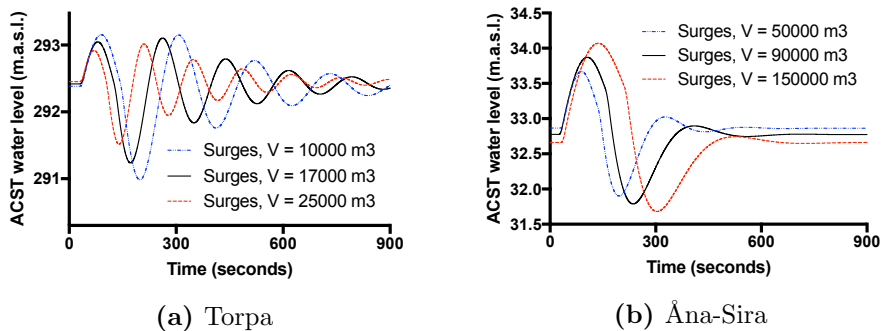 293
292
291
ACST water level (m.a.s.l.)
Surges, V = 10000 m3
Surges, V = 17000 m3
Surges, V = 25000 m3
0 300 600 900
Time (seconds)
(a) Torpa
34.5
34.0
33.5
33.0
32.5
32.0
31.5
ACST water level (m.a.s.l.)
Surges, V = 50000 m3
Surges, V = 90000 m3
Surges, V = 150000 m3
0 300 600 900
Time (seconds)
(b) Åna-Sira